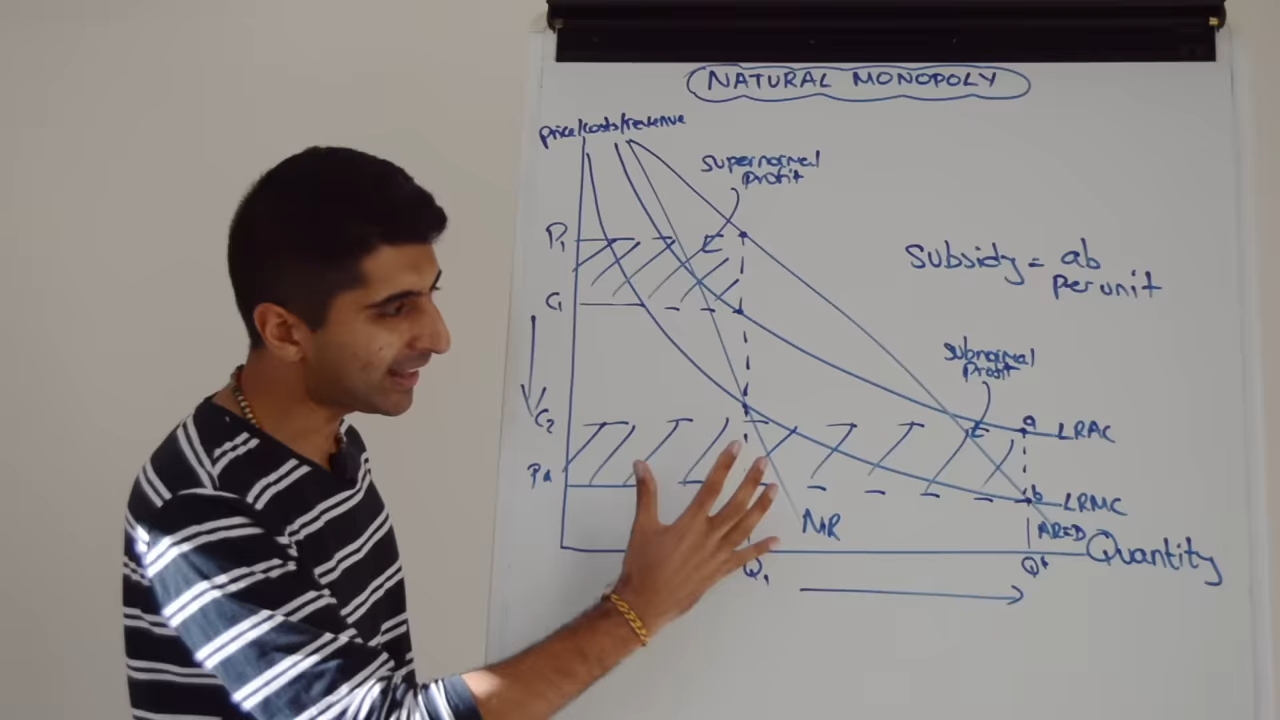 NATURAL MONOPOLY
price/costs/revenue
supernormal
profit
P₁
C₁
Subsidy = ab
per unit
subnormal
Profit
C₂
a
LRAC
b
LRMC
MR
AR=D
Quantity
Q₁